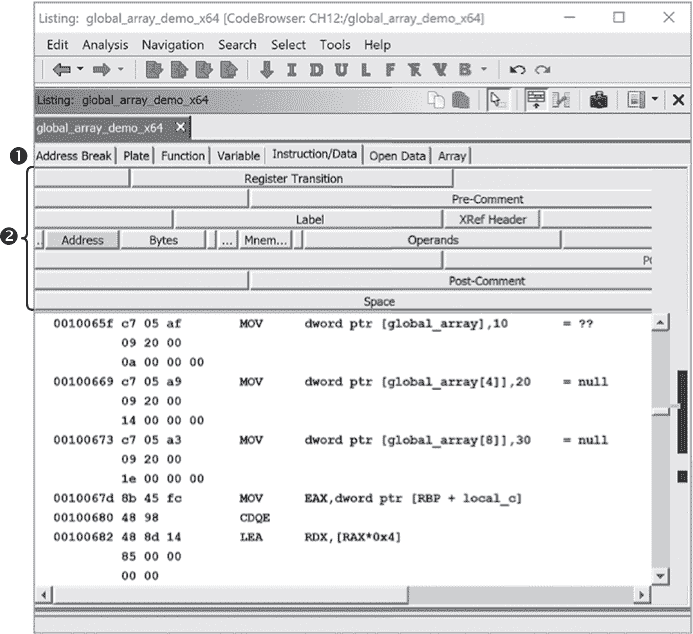 Listing: global_array_demo_x64 [CodeBrowser: CH12:/global_array_demo_x64]
Edit Analysis Navigation Search Select Tools Help
I D U L F R V B
Listing: global_array_demo_x64
global_array_demo_x64 X
❶ Address Break Plate Function Variable Instruction/Data Open Data Array
Register Transition
Pre-Comment
Label XRef Header
❷ .. Address Bytes ... Mnem... Operands
Post-Comment
Space
0010065f c7 05 af MOV dword ptr [global_array],10 = ??
09 20 00
0a 00 00 00
00100669 c7 05 a9 MOV dword ptr [global_array[4]],20 = null
09 20 00
14 00 00 00
00100673 c7 05 a3 MOV dword ptr [global_array[8]],30 = null
09 20 00
1e 00 00 00
0010067d 8b 45 fc MOV EAX,dword ptr [RBP + local_c]
00100680 48 98 CDQE
00100682 48 8d 14 LEA RDX,[RAX*0x4]
85 00 00
00 00